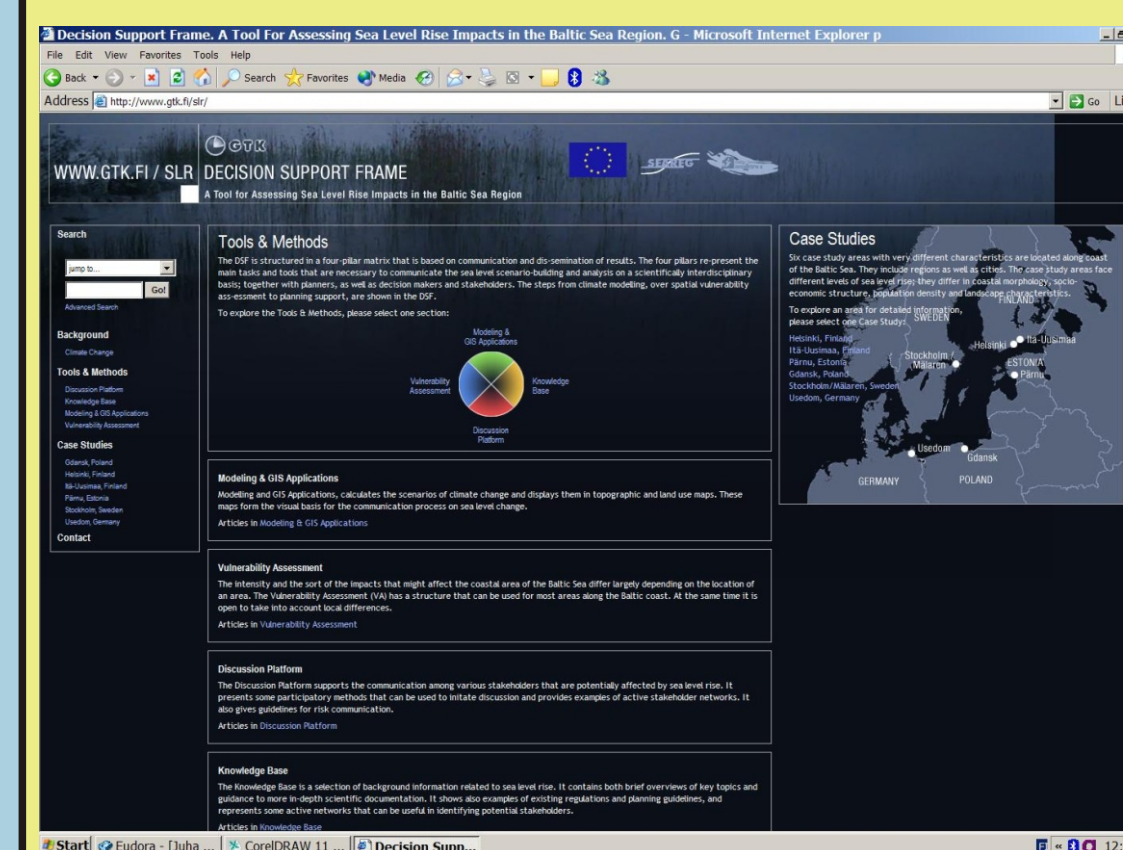 Decision Support Frame. A Tool For Assessing Sea Level Rise Impacts in the Baltic Sea Region. G - Microsoft Internet Explorer p
File Edit View Favorites Tools Help
Back Search Favorites Media
Address http://www.gtk.fi/slr/ Go
GTK
WWW.GTK.FI / SLR DECISION SUPPORT FRAME
A Tool for Assessing Sea Level Rise Impacts in the Baltic Sea Region
SEAREG
Search
jump to...
Go!
Advanced Search
Background
Climate Change
Tools & Methods
Discussion Platform
Knowledge Base
Modeling & GIS Applications
Vulnerability Assessment
Case Studies
Gdansk, Poland
Helsinki, Finland
Itä-Uusimaa, Finland
Pärnu, Estonia
Stockholm, Sweden
Usedom, Germany
Contact
Tools & Methods
The DSF is structured in a four-pillar matrix that is based on communication and dis-semination of results. The four pillars re-present the
main tasks and tools that are necessary to communicate the sea level scenario-building and analysis on a scientifically interdisciplinary
basis; together with planners, as well as decision makers and stakeholders. The steps from climate modeling, over spatial vulnerability
ass-essment to planning support, are shown in the DSF.
To explore the Tools & Methods, please select one section:
Modeling &
GIS Applications
Vulnerability
Assessment
Knowledge
Base
Discussion
Platform
Modeling & GIS Applications
Modelling and GIS Applications, calculates the scenarios of climate change and displays them in topographic and land use maps. These
maps form the visual basis for the communication process on sea level change.
Articles in Modeling & GIS Applications
Vulnerability Assessment
The intensity and the sort of the impacts that might affect the coastal area of the Baltic Sea differ largely depending on the location of
an area. The Vulnerability Assessment (VA) has a structure that can be used for most areas along the Baltic coast. At the same time it is
open to take into account local differences.
Articles in Vulnerability Assessment
Discussion Platform
The Discussion Platform supports the communication among various stakeholders that are potentially affected by sea level rise. It
presents some participatory methods that can be used to initate discussion and provides examples of active stakeholder networks. It
also gives guidelines for risk communication.
Articles in Discussion Platform
Knowledge Base
The Knowledge Base is a selection of background information related to sea level rise. It contains both brief overviews of key topics and
guidance to more in-depth scientific documentation. It shows also examples of existing regulations and planning guidelines, and
represents some active networks that can be useful in identifying potential stakeholders.
Articles in Knowledge Base
Case Studies
Six case study areas with very different characteristics are located along coast
of the Baltic Sea. They include regions as well as cities. The case study areas face
different levels of sea level rise; they differ in coastal morphology, socio-
economic structure, population density and landscape characteristics.
To explore an area for detailed information,
please select one Case Study:
Helsinki, Finland
Itä-Uusimaa, Finland
Pärnu, Estonia
Gdansk, Poland
Stockholm/Mälaren, Sweden
Usedom, Germany
FINLAND
SWEDEN
Helsinki
Itä-Uusimaa
Stockholm /
Mälaren
ESTONIA
Pärnu
Usedom
Gdansk
GERMANY
POLAND
Start Eudora - [Juha ... CorelDRAW 11 ... Decision Supp... 12: